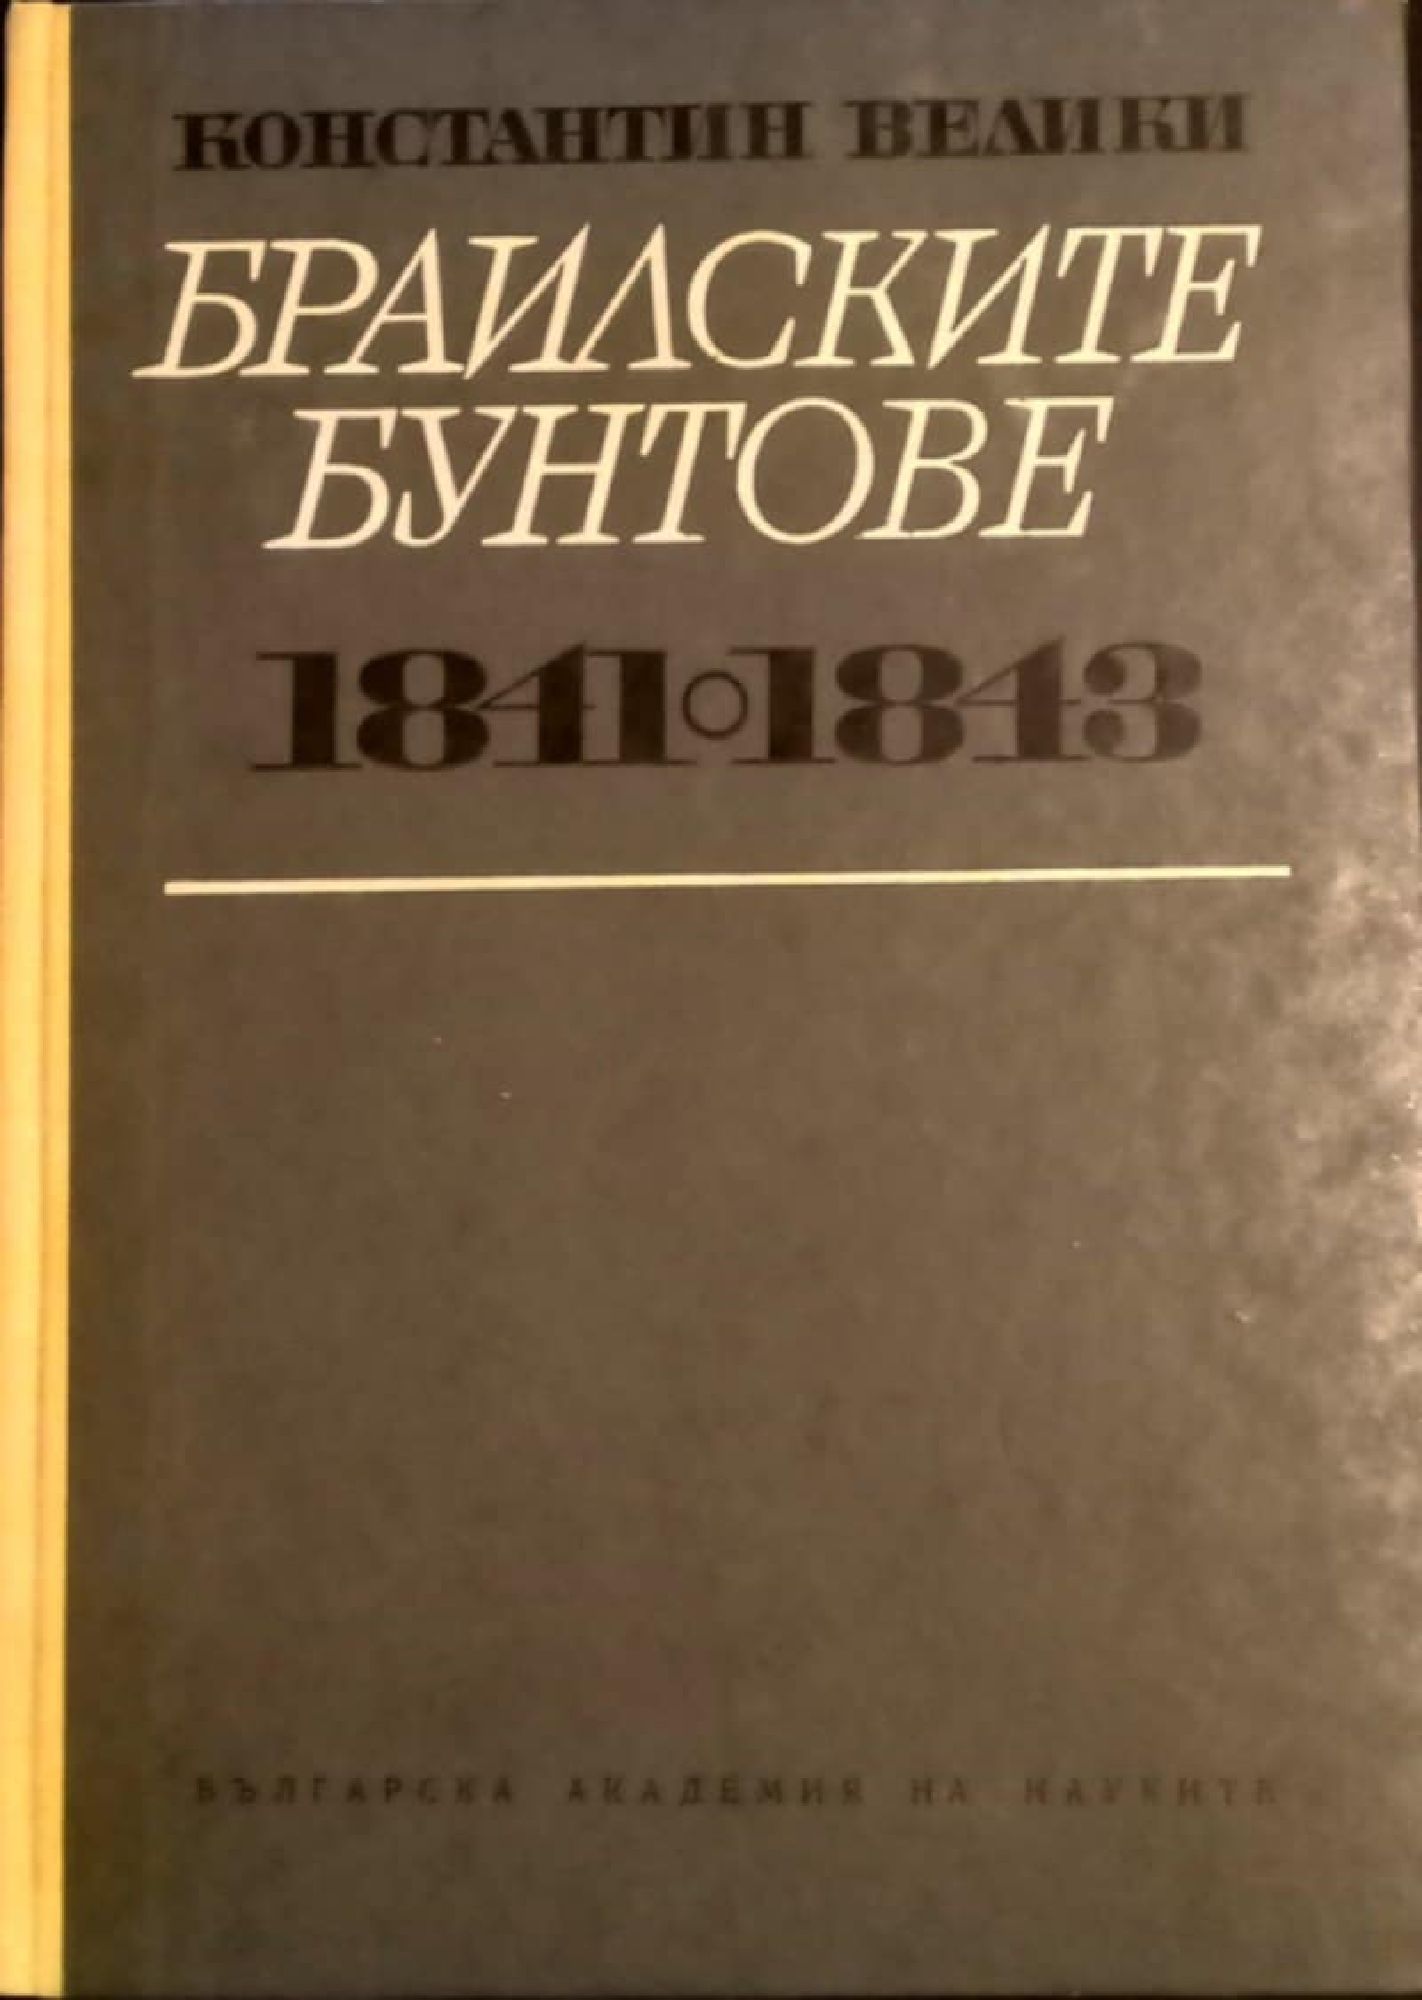 КОНСТАНТИН ВЕЛИКИ
БРАИЛСКИТЕ
БУНТОВЕ
1841 ○ 1843
БЪЛГАРСКА АКАДЕМИЯ НА НАУКИТЕ